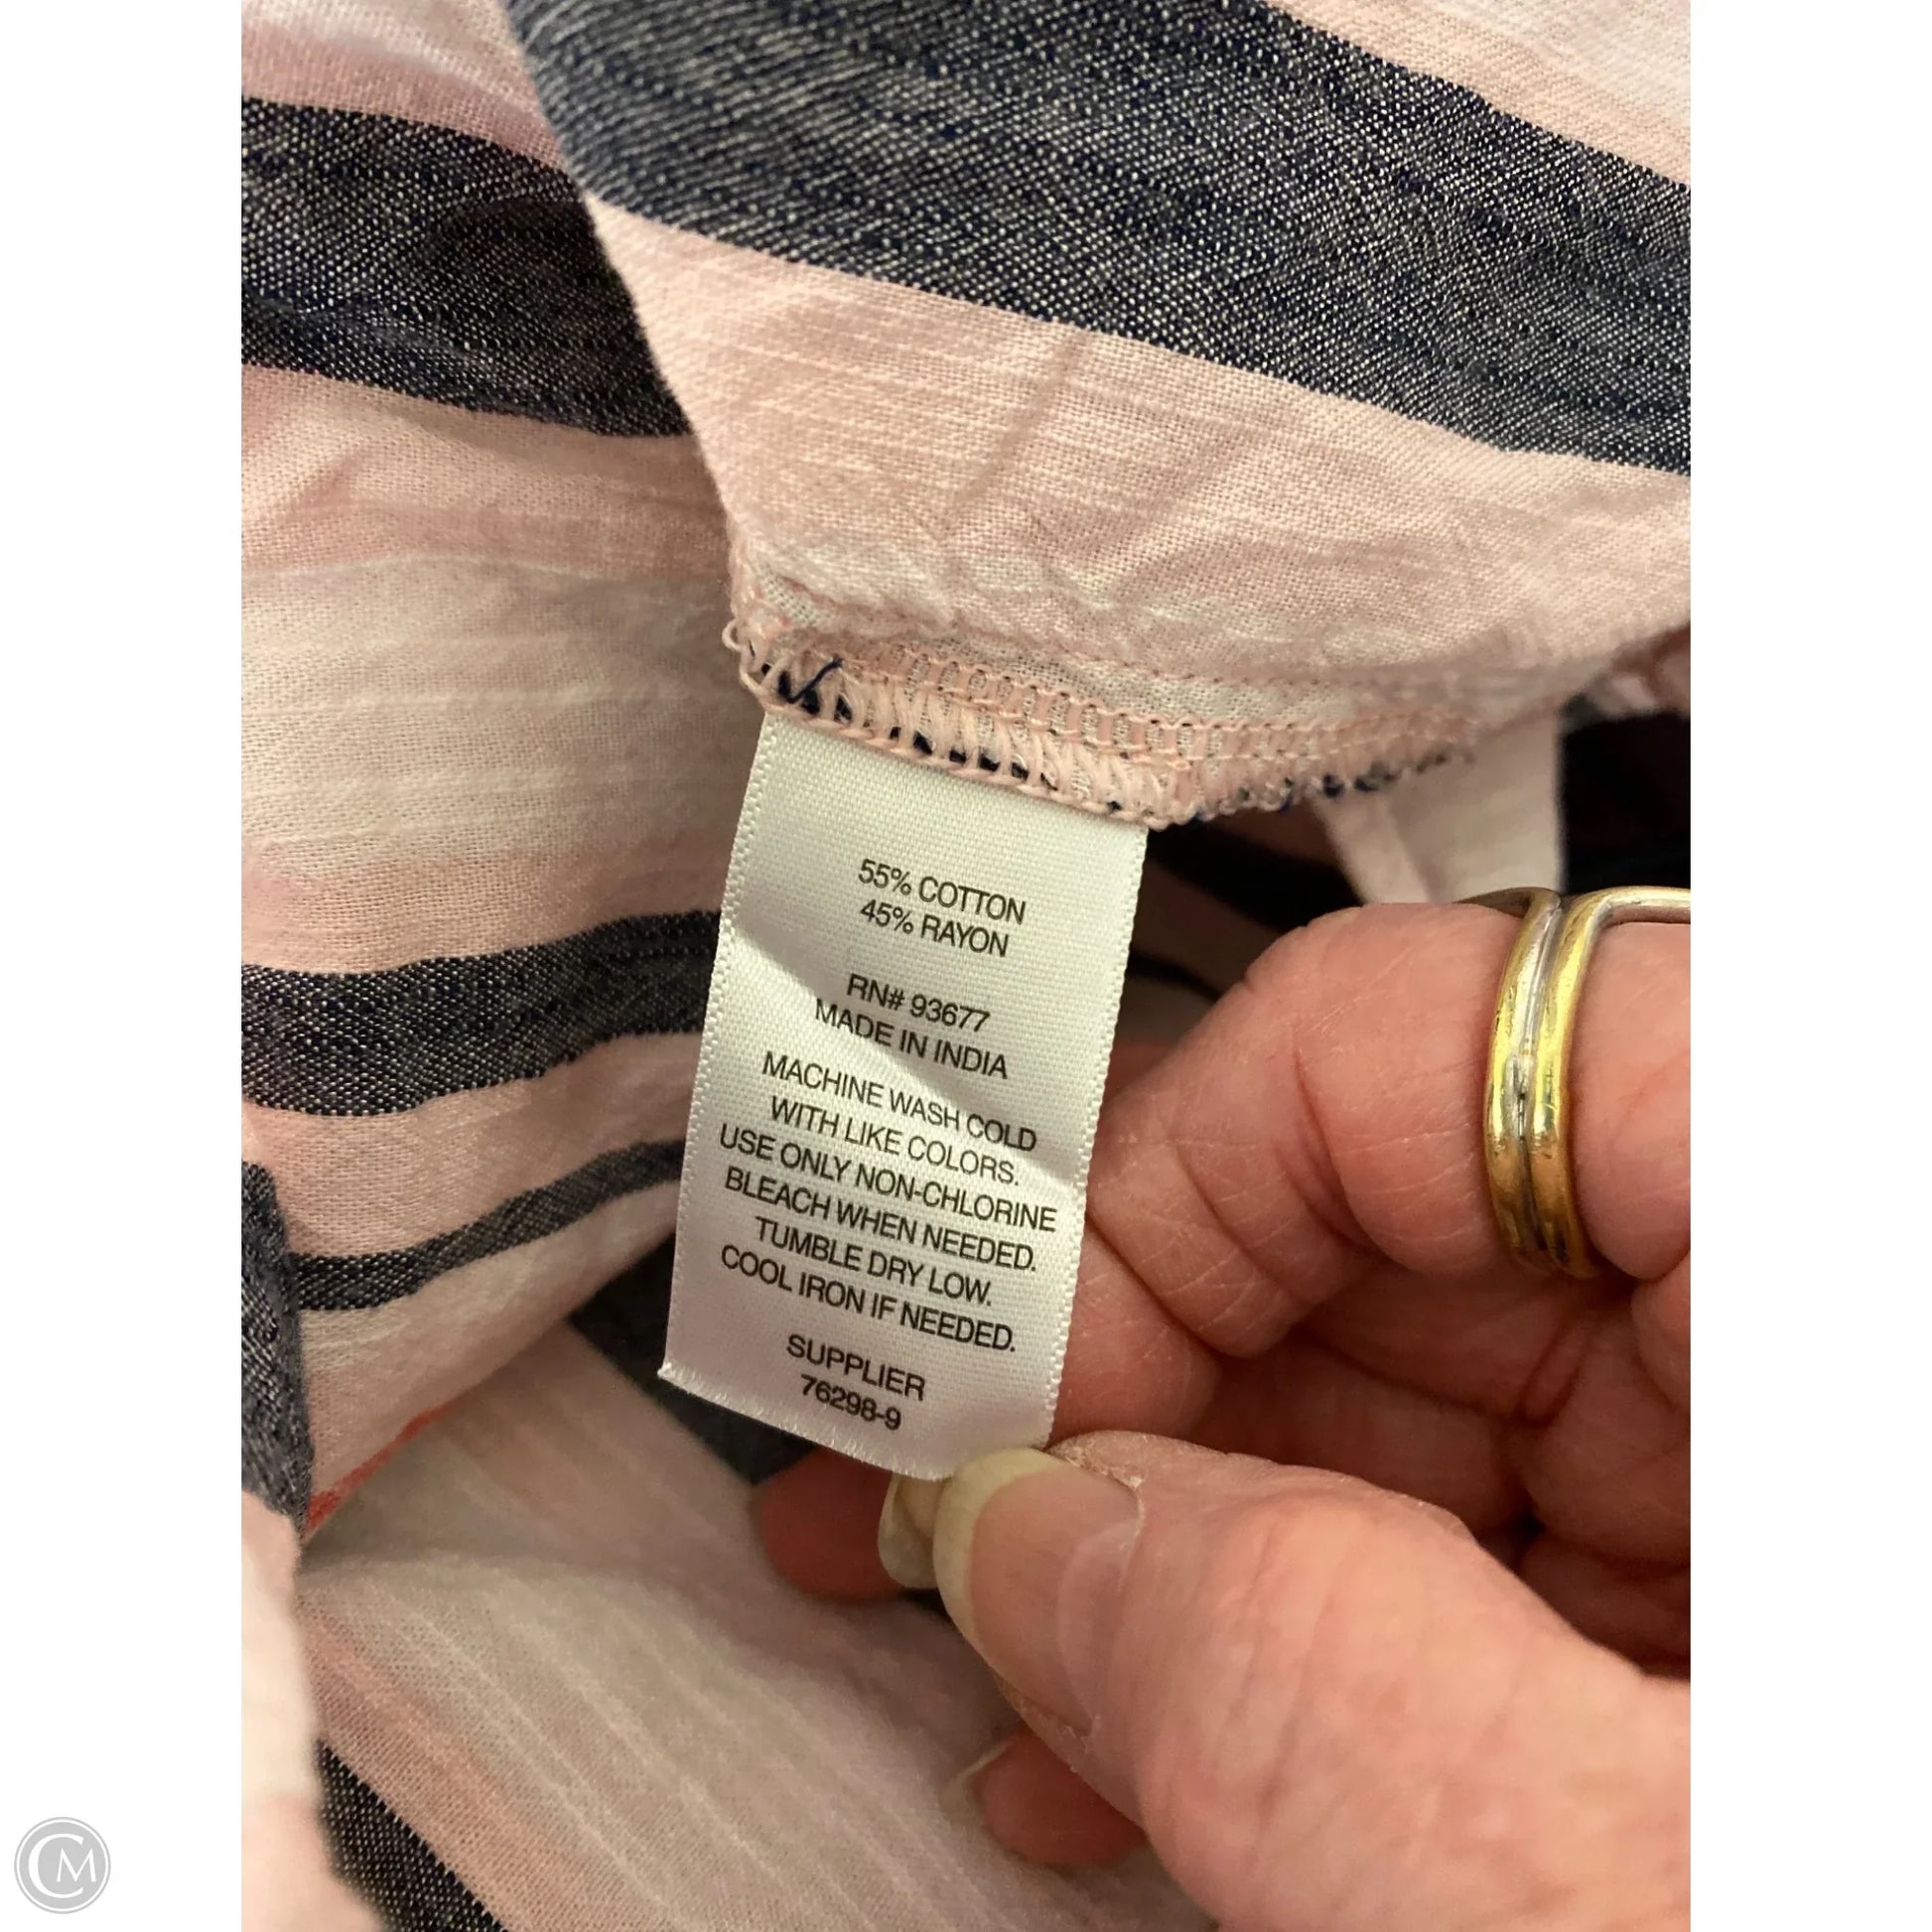 55% COTTON
45% RAYON
RN# 93677
MADE IN INDIA
MACHINE WASH COLD
WITH LIKE COLORS.
USE ONLY NON-CHLORINE
BLEACH WHEN NEEDED.
TUMBLE DRY LOW.
COOL IRON IF NEEDED.
SUPPLIER
76298-9
CM